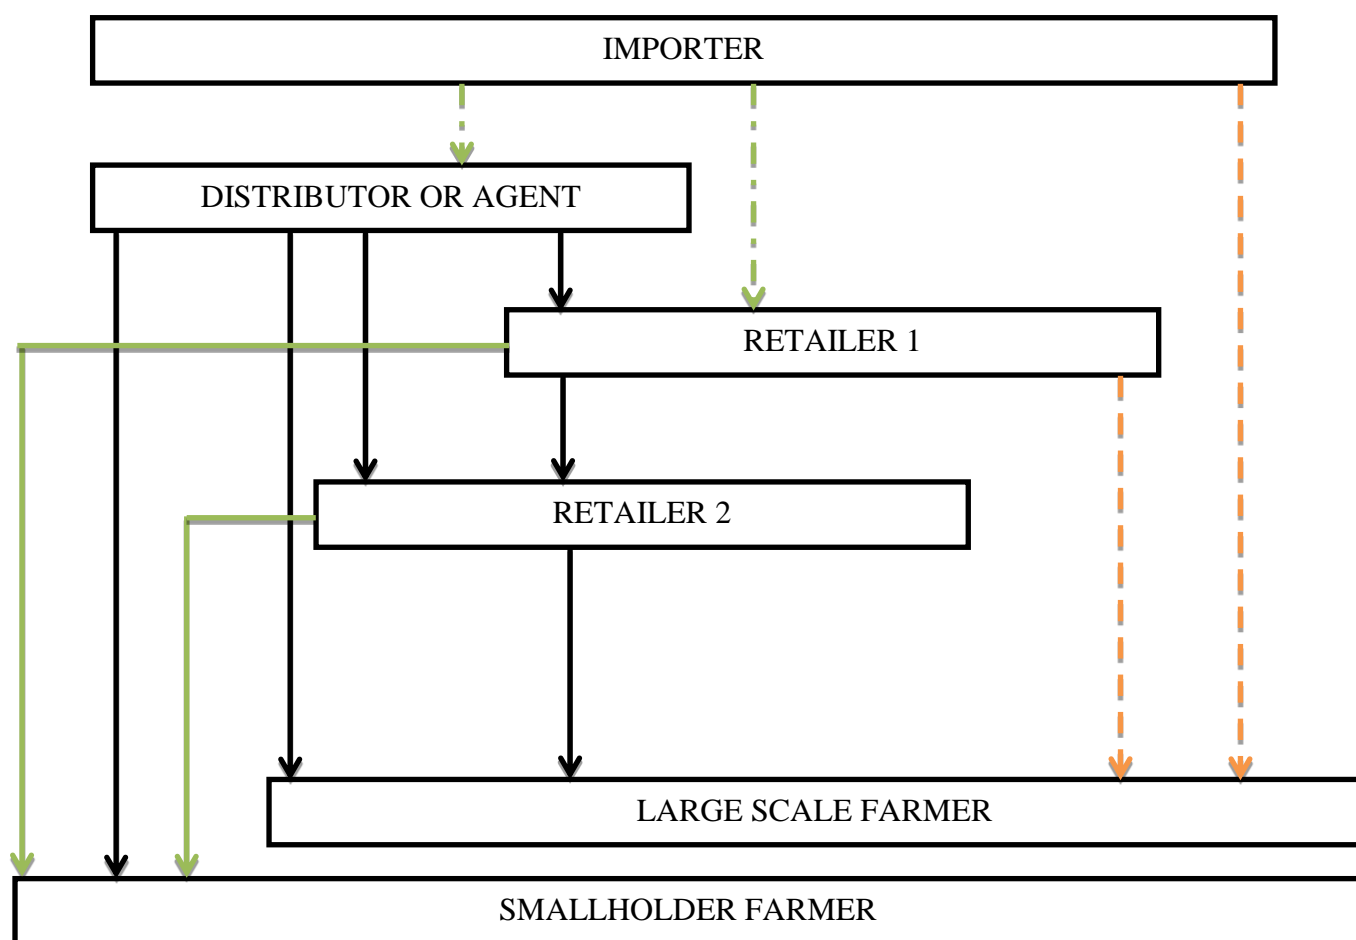 IMPORTER
DISTRIBUTOR OR AGENT
RETAILER 1
RETAILER 2
LARGE SCALE FARMER
SMALLHOLDER FARMER